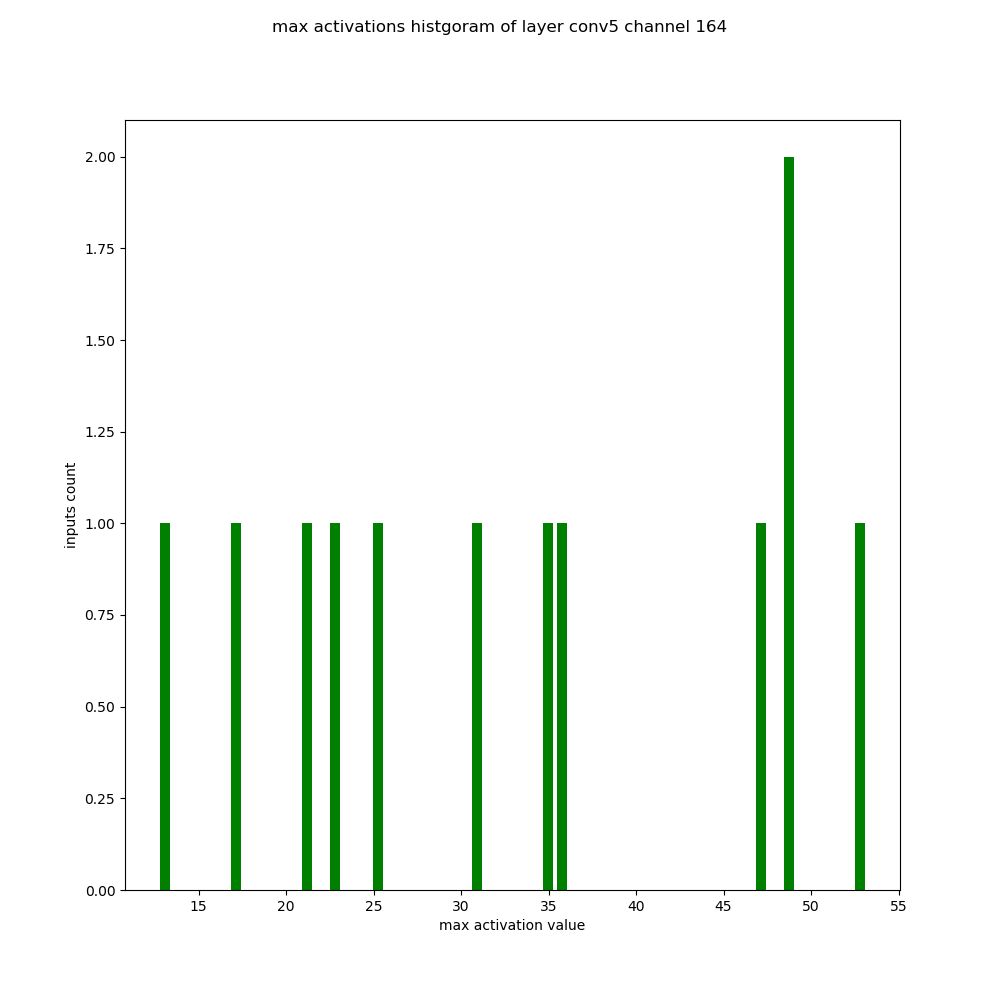 max activations histgoram of layer conv5 channel 164
2.00
1.75
1.50
1.25
1.00
0.75
0.50
0.25
0.00
inputs count
15 20 25 30 35 40 45 50 55
max activation value